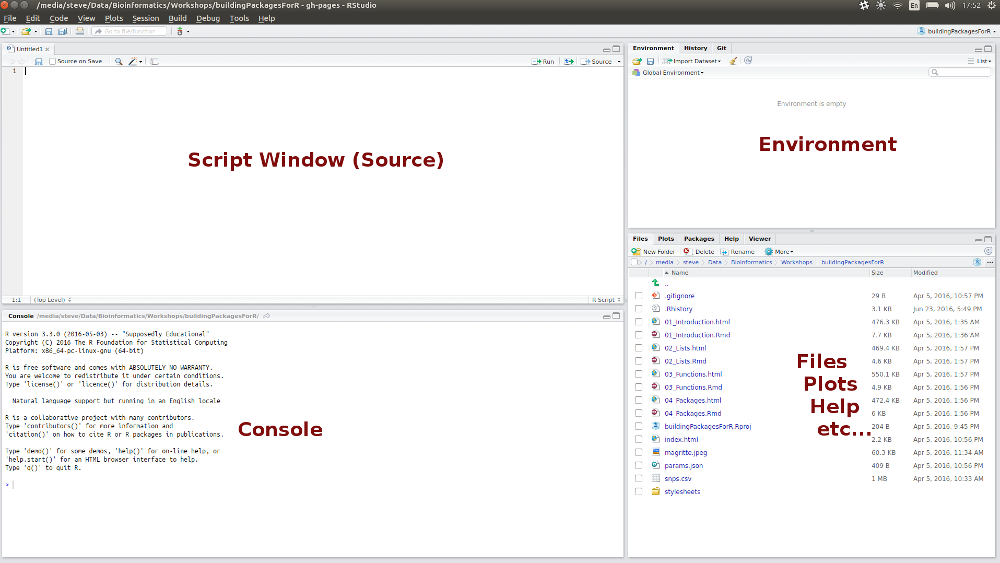 /media/steve/Data/Bioinformatics/Workshops/buildingPackagesForR - gh-pages - RStudio
En
17:52
File Edit Code View Plots Session Build Debug Tools Help
Go to file/function
buildingPackagesForR
Untitled1
Source on Save
Run
Source
1
Script Window (Source)
1:1 (Top Level)
R Script
Console /media/steve/Data/Bioinformatics/Workshops/buildingPackagesForR/
R version 3.3.0 (2016-05-03) -- "Supposedly Educational"
Copyright (C) 2016 The R Foundation for Statistical Computing
Platform: x86_64-pc-linux-gnu (64-bit)
R is free software and comes with ABSOLUTELY NO WARRANTY.
You are welcome to redistribute it under certain conditions.
Type 'license()' or 'licence()' for distribution details.
Natural language support but running in an English locale
R is a collaborative project with many contributors.
Type 'contributors()' for more information and
'citation()' on how to cite R or R packages in publications.
Type 'demo()' for some demos, 'help()' for on-line help, or
'help.start()' for an HTML browser interface to help.
Type 'q()' to quit R.
>
Console
Environment History Git
Import Dataset
List
Global Environment
Environment is empty
Environment
Files Plots Packages Help Viewer
New Folder Delete Rename More
/ media steve Data Bioinformatics Workshops buildingPackagesForR
Name Size Modified
..
.gitignore 29 B Apr 5, 2016, 10:57 PM
.Rhistory 3.1 KB Jun 23, 2016, 5:49 PM
01_Introduction.html 476.3 KB Apr 5, 2016, 1:35 AM
01_Introduction.Rmd 7.7 KB Apr 5, 2016, 1:36 AM
02_Lists.html 469.4 KB Apr 5, 2016, 1:57 PM
02_Lists.Rmd 4.6 KB Apr 5, 2016, 1:57 PM
03_Functions.html 550.1 KB Apr 5, 2016, 1:57 PM
03_Functions.Rmd 4.9 KB Apr 5, 2016, 1:56 PM
04_Packages.html 472.4 KB Apr 5, 2016, 1:56 PM
04_Packages.Rmd 6 KB Apr 5, 2016, 1:56 PM
buildingPackagesForR.Rproj 204 B Apr 5, 2016, 9:45 PM
index.html 2.2 KB Apr 5, 2016, 10:56 PM
magritte.jpeg 60.3 KB Apr 5, 2016, 11:34 AM
params.json 409 B Apr 5, 2016, 10:56 PM
snps.csv 1 MB Apr 5, 2016, 10:33 AM
stylesheets
Files
Plots
Help
etc...